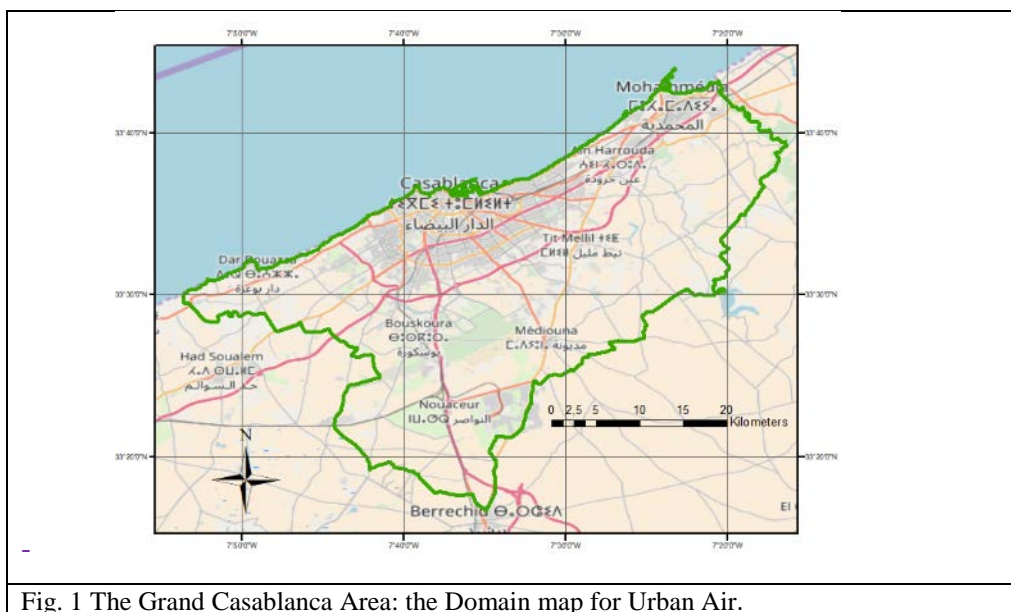 7°50'0"W 7°40'0"W 7°30'0"W 7°20'0"W
Mohammédia
المحمدية
33°40'0"N 33°40'0"N
Aïn Harrouda
عين حرودة
Casablanca
الدار البيضاء
Tit Mellil
تيط مليل
Dar Bouazza
دار بوعزة
33°30'0"N 33°30'0"N
Bouskoura
بوسكورة
Médiouna
مديونة
Had Soualem
حد السوالم
Nouaceur
النواصر
0 2,5 5 10 15 20
Kilometers
N
33°20'0"N 33°20'0"N
Berrechid
7°50'0"W 7°40'0"W 7°30'0"W 7°20'0"W
Fig. 1 The Grand Casablanca Area: the Domain map for Urban Air.